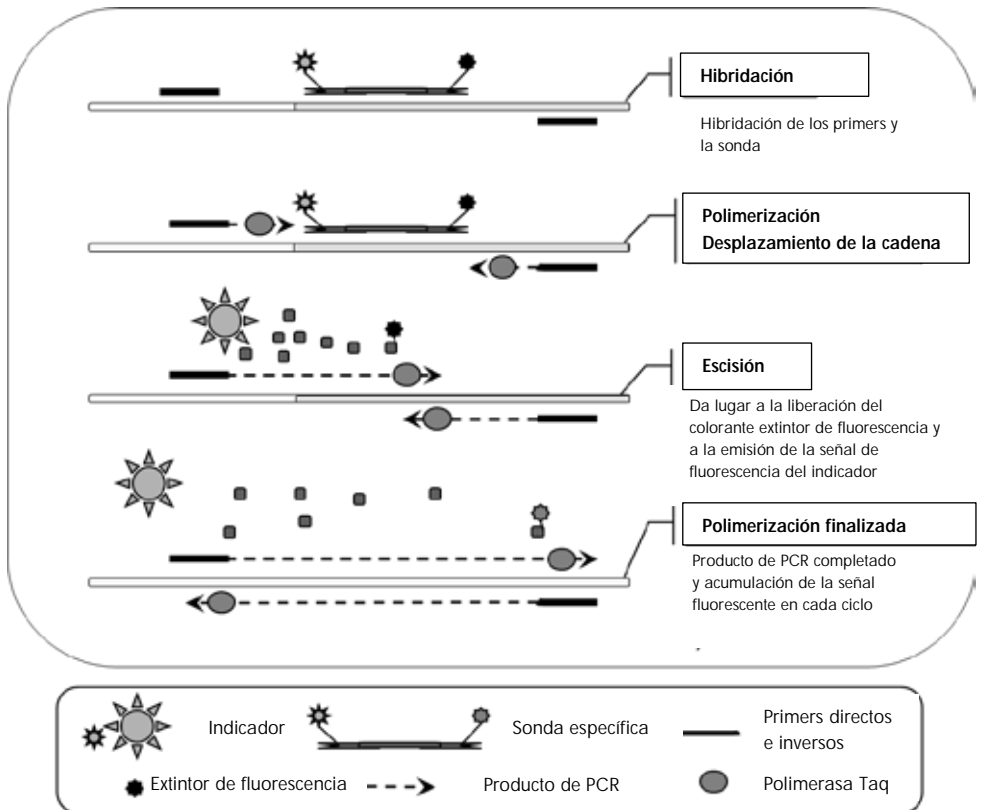 Hibridación
Hibridación de los primers y
la sonda
Polimerización
Desplazamiento de la cadena
Escisión
Da lugar a la liberación del
colorante extintor de fluorescencia y
a la emisión de la señal de
fluorescencia del indicador
Polimerización finalizada
Producto de PCR completado
y acumulación de la señal
fluorescente en cada ciclo
Indicador
Sonda específica
Primers directos
e inversos
Extintor de fluorescencia
Producto de PCR
Polimerasa Taq